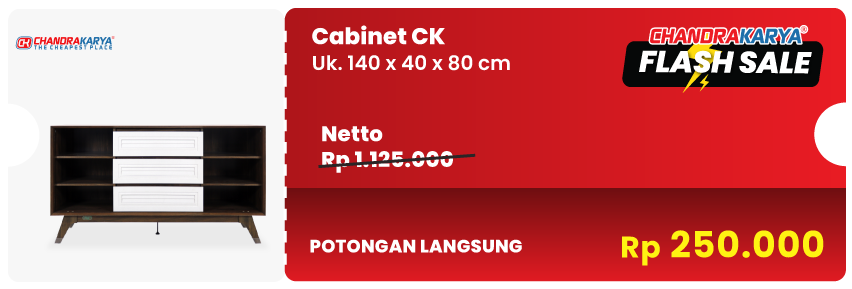 CHANDRAKARYA®
THE CHEAPEST PLACE
Cabinet CK
Uk. 140 x 40 x 80 cm
CHANDRAKARYA®
FLASH SALE
Netto
Rp 1.125.000
POTONGAN LANGSUNG
Rp 250.000